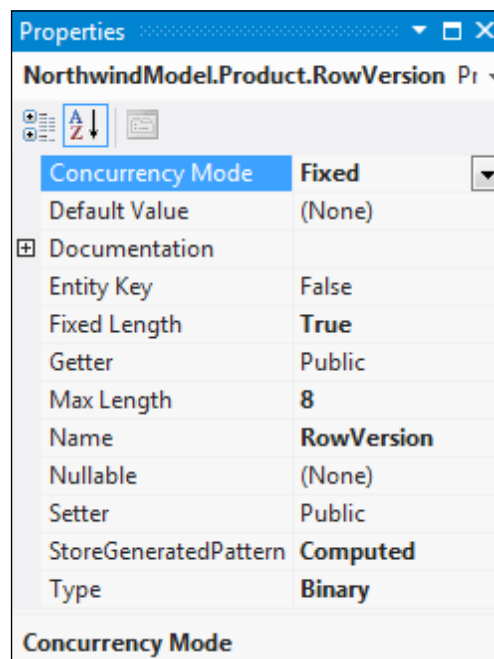 Properties
NorthwindModel.Product.RowVersion Pr
A
Z
Concurrency Mode Fixed
Default Value (None)
Documentation
Entity Key False
Fixed Length True
Getter Public
Max Length 8
Name RowVersion
Nullable (None)
Setter Public
StoreGeneratedPattern Computed
Type Binary
Concurrency Mode